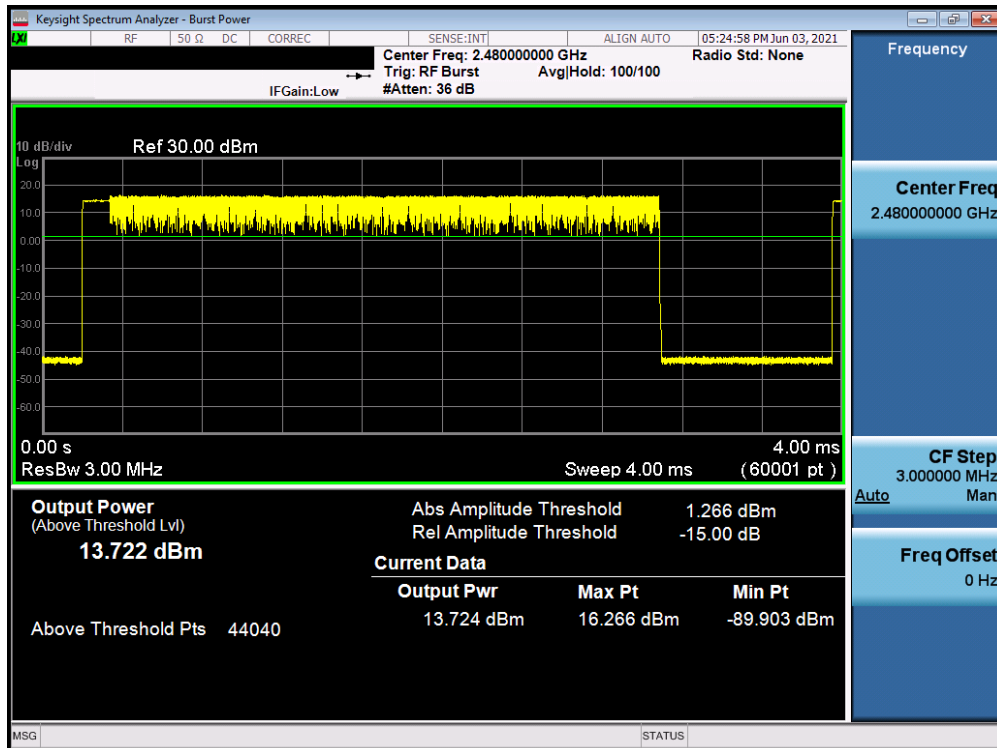 Keysight Spectrum Analyzer - Burst Power
LXI RF 50 Ω DC CORREC SENSE:INT ALIGN AUTO 05:24:58 PM Jun 03, 2021
Center Freq: 2.480000000 GHz Radio Std: None
Trig: RF Burst Avg|Hold: 100/100
IFGain:Low #Atten: 36 dB
10 dB/div Ref 30.00 dBm
Log
20.0
10.0
0.00
-10.0
-20.0
-30.0
-40.0
-50.0
-60.0
0.00 s 4.00 ms
ResBw 3.00 MHz Sweep 4.00 ms (60001 pt)
Output Power
(Above Threshold Lvl)
13.722 dBm
Above Threshold Pts 44040
Abs Amplitude Threshold 1.266 dBm
Rel Amplitude Threshold -15.00 dB
Current Data
Output Pwr Max Pt Min Pt
13.724 dBm 16.266 dBm -89.903 dBm
Frequency
Center Freq
2.480000000 GHz
CF Step
3.000000 MHz
Auto Man
Freq Offset
0 Hz
MSG STATUS